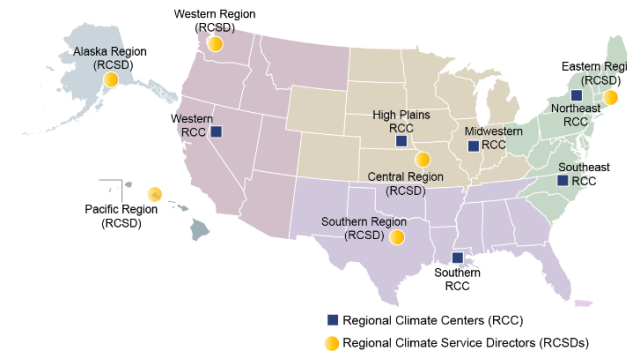 Western Region
(RCSD)
Alaska Region
(RCSD)
Eastern Regi
(RCSD)
Western
RCC
High Plains
RCC
Midwestern
RCC
Northeast
RCC
Central Region
(RCSD)
Southeast
RCC
Pacific Region
(RCSD)
Southern Region
(RCSD)
Southern
RCC
Regional Climate Centers (RCC)
Regional Climate Service Directors (RCSDs)